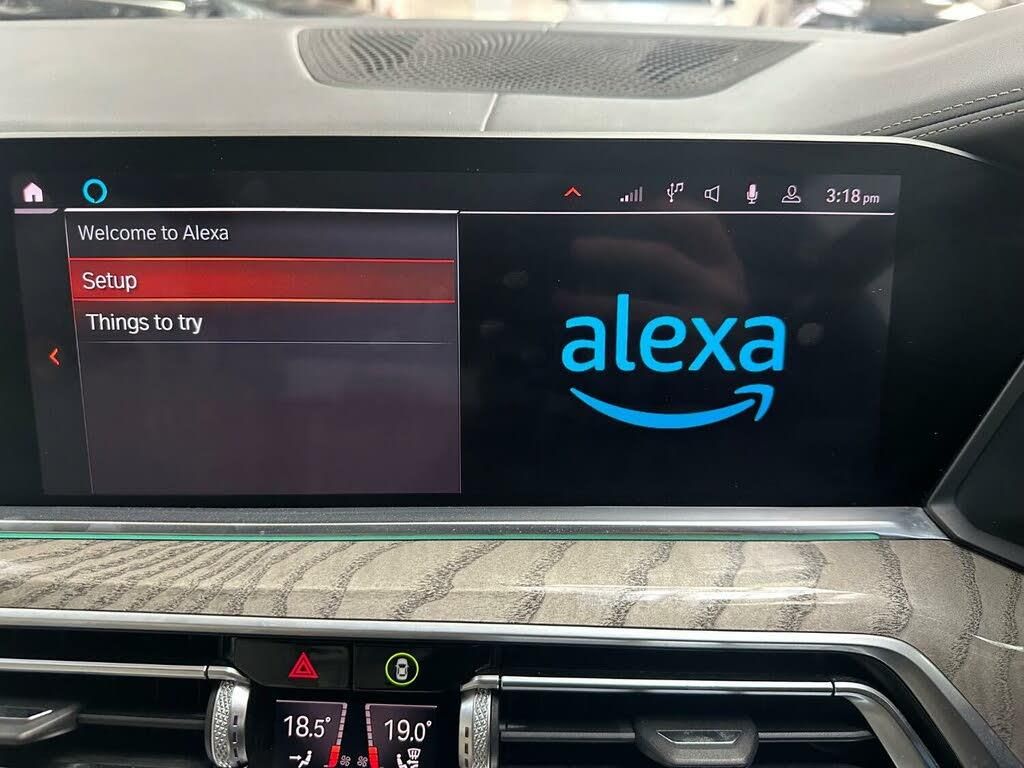 3:18 pm
Welcome to Alexa
Setup
Things to try
alexa
18.5°
19.0°